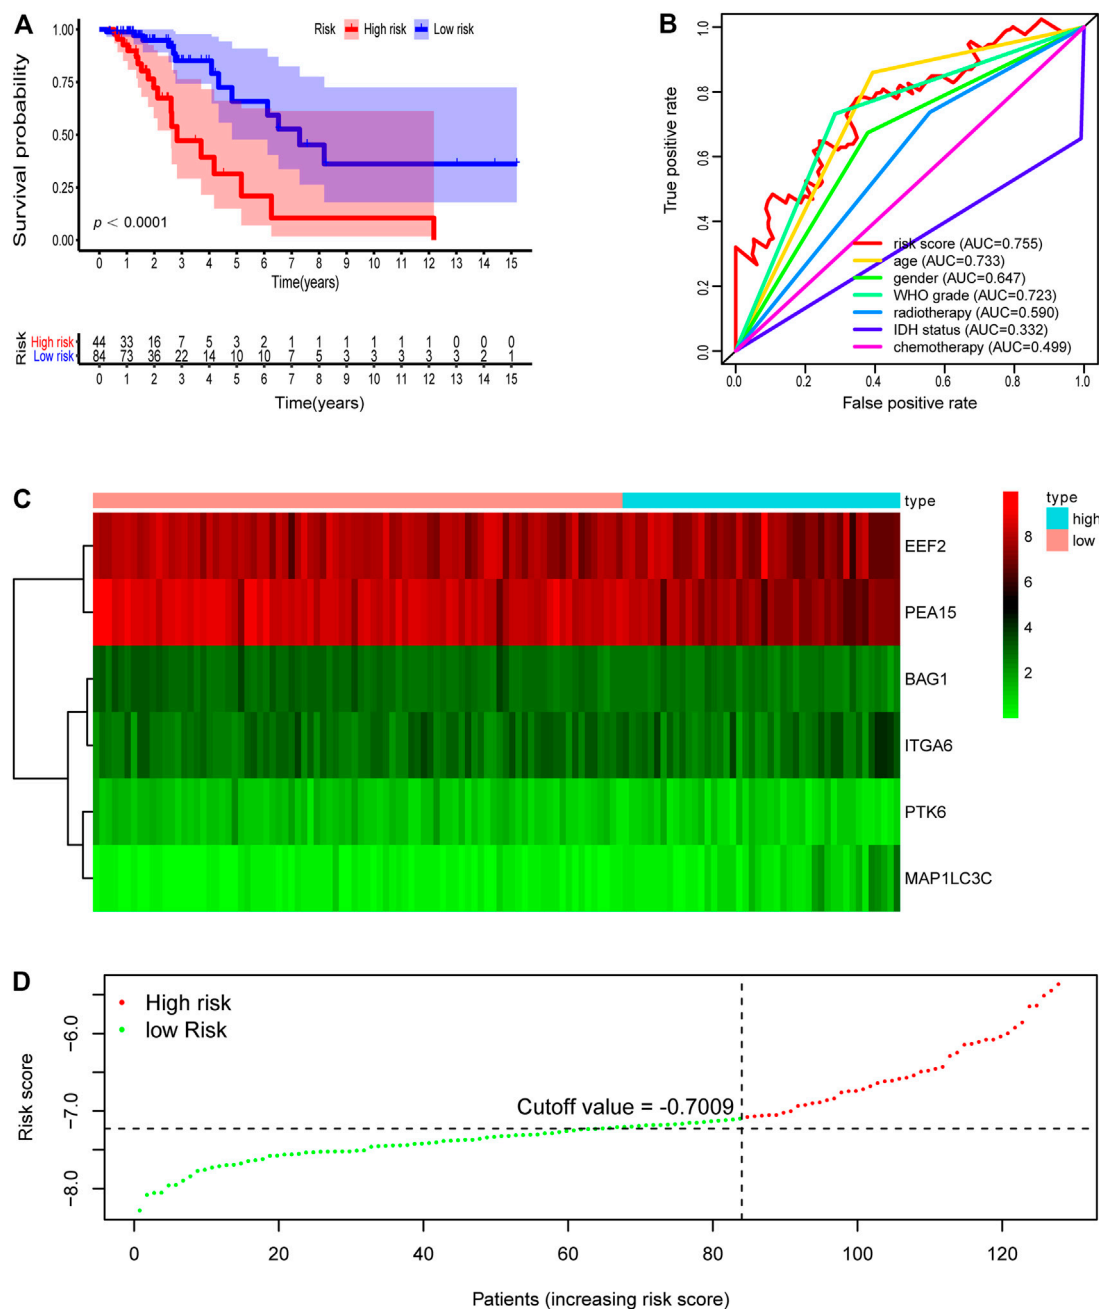 A
Risk High risk Low risk
Survival probability
1.00
0.75
0.50
0.25
0.00
p < 0.0001
0 1 2 3 4 5 6 7 8 9 10 11 12 13 14 15
Time(years)
Risk
High risk 44 33 16 7 5 3 2 1 1 1 1 1 1 0 0 0
Low risk 84 73 36 22 14 10 10 7 5 3 3 3 3 3 2 1
0 1 2 3 4 5 6 7 8 9 10 11 12 13 14 15
Time(years)
B
True positive rate
1.0
0.8
0.6
0.4
0.2
0.0
risk score (AUC=0.755)
age (AUC=0.733)
gender (AUC=0.647)
WHO grade (AUC=0.723)
radiotherapy (AUC=0.590)
IDH status (AUC=0.332)
chemotherapy (AUC=0.499)
0.0 0.2 0.4 0.6 0.8 1.0
False positive rate
C
type
EEF2
PEA15
BAG1
ITGA6
PTK6
MAP1LC3C
8
6
4
2
type
high
low
D
High risk
low Risk
Risk score
-6.0
-7.0
-8.0
Cutoff value = -0.7009
0 20 40 60 80 100 120
Patients (increasing risk score)